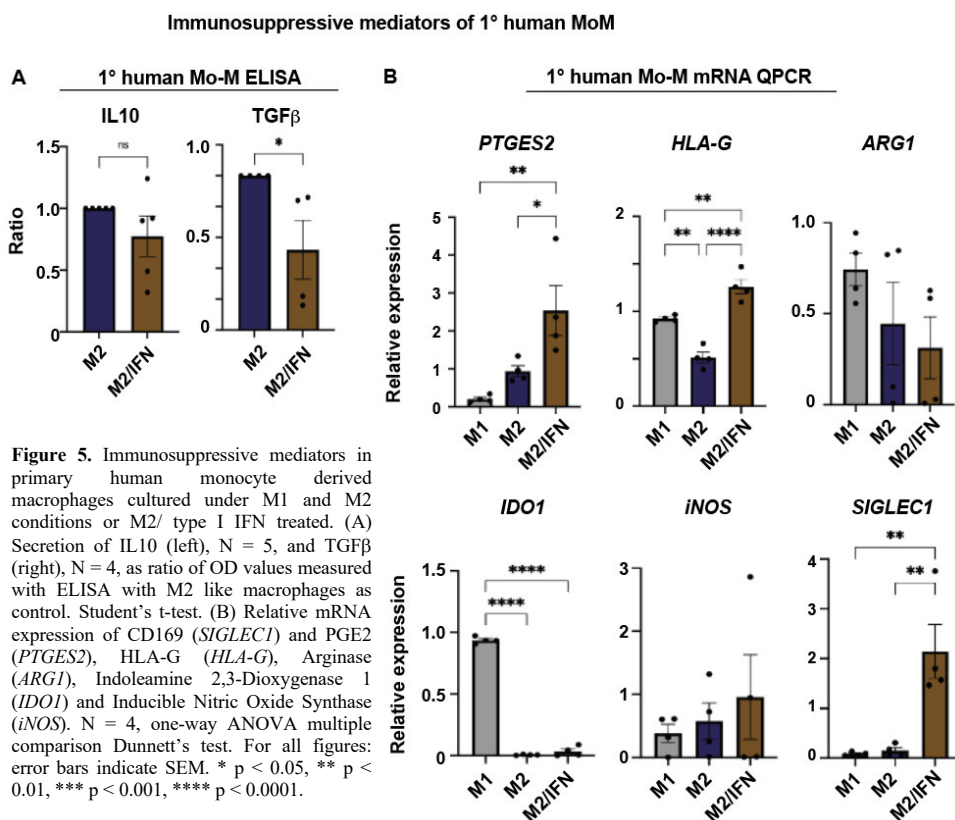 Immunosuppressive mediators of 1° human MoM
A
1° human Mo-M ELISA
IL10
1.5
1.0
0.5
0
Ratio
ns
M2
M2/IFN
TGFβ
1.0
0.5
0
*
M2
M2/IFN
B
1° human Mo-M mRNA QPCR
PTGES2
Relative expression
5
4
3
2
1
0
**
*
M1
M2
M2/IFN
HLA-G
2
1
0
**
** ****
M1
M2
M2/IFN
ARG1
1.0
0.5
0
M1
M2
M2/IFN
Figure 5. Immunosuppressive mediators in
primary human monocyte derived
macrophages cultured under M1 and M2
conditions or M2/ type I IFN treated. (A)
Secretion of IL10 (left), N = 5, and TGFβ
(right), N = 4, as ratio of OD values measured
with ELISA with M2 like macrophages as
control. Student’s t-test. (B) Relative mRNA
expression of CD169 (SIGLEC1) and PGE2
(PTGES2), HLA-G (HLA-G), Arginase
(ARG1), Indoleamine 2,3-Dioxygenase 1
(IDO1) and Inducible Nitric Oxide Synthase
(iNOS). N = 4, one-way ANOVA multiple
comparison Dunnett’s test. For all figures:
error bars indicate SEM. * p < 0.05, ** p <
0.01, *** p < 0.001, **** p < 0.0001.
IDO1
Relative expression
1.5
1.0
0.5
0
****
****
M1
M2
M2/IFN
iNOS
3
2
1
0
M1
M2
M2/IFN
SIGLEC1
4
3
2
1
0
**
**
M1
M2
M2/IFN